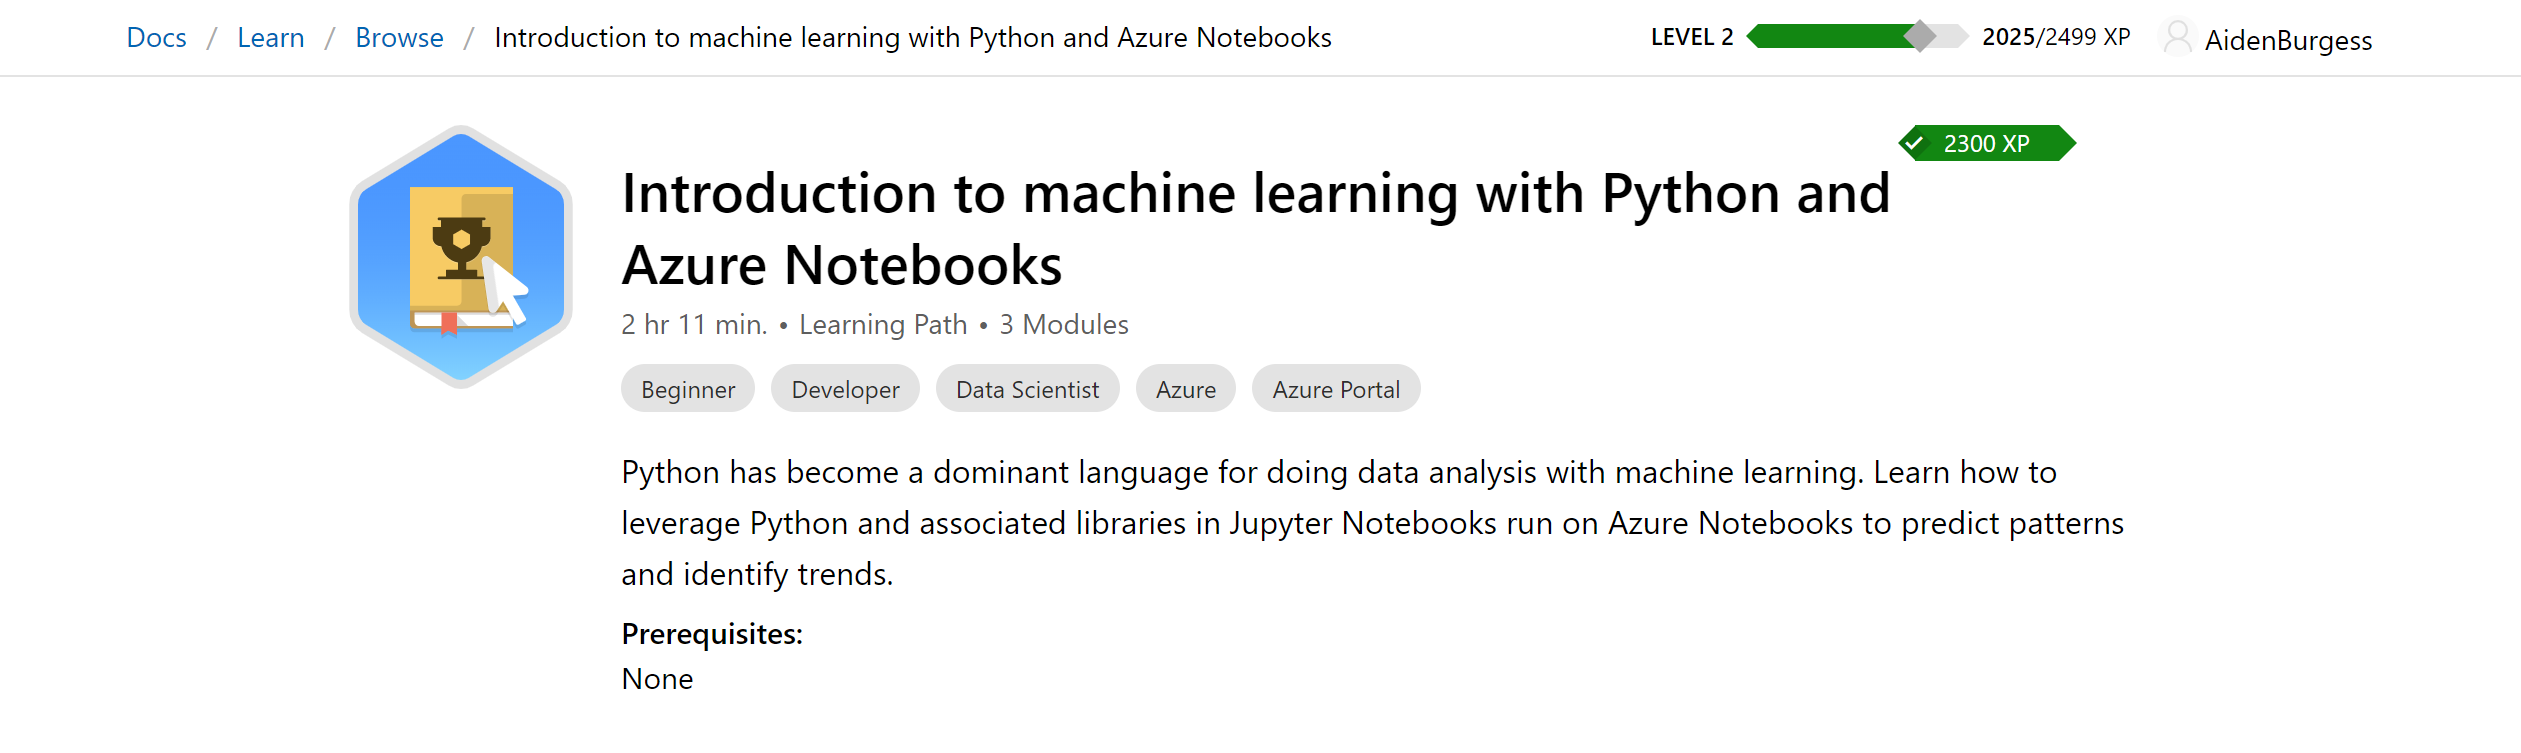 Docs / Learn / Browse / Introduction to machine learning with Python and Azure Notebooks
LEVEL 2 2025/2499 XP AidenBurgess
2300 XP
Introduction to machine learning with Python and
Azure Notebooks
2 hr 11 min. • Learning Path • 3 Modules
Beginner Developer Data Scientist Azure Azure Portal
Python has become a dominant language for doing data analysis with machine learning. Learn how to
leverage Python and associated libraries in Jupyter Notebooks run on Azure Notebooks to predict patterns
and identify trends.
Prerequisites:
None